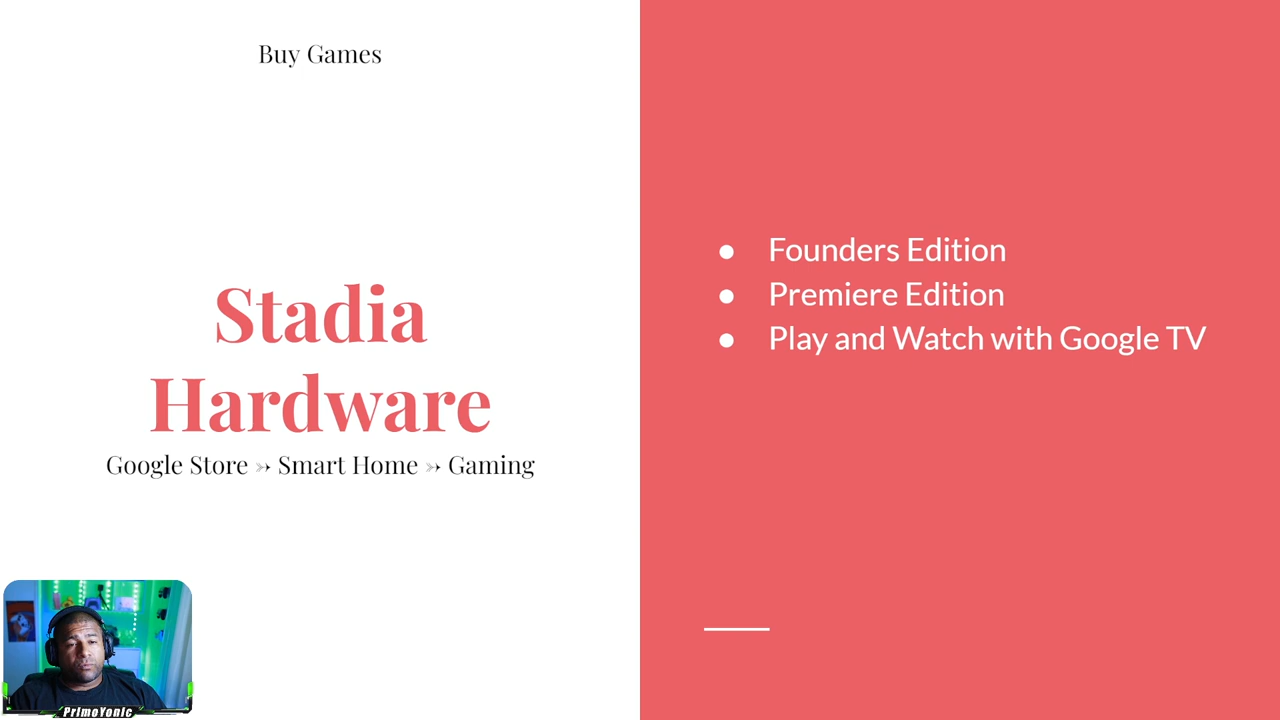 Buy Games
Stadia
Hardware
Google Store ➳ Smart Home ➳ Gaming
● Founders Edition
● Premiere Edition
● Play and Watch with Google TV
PrimoYonic